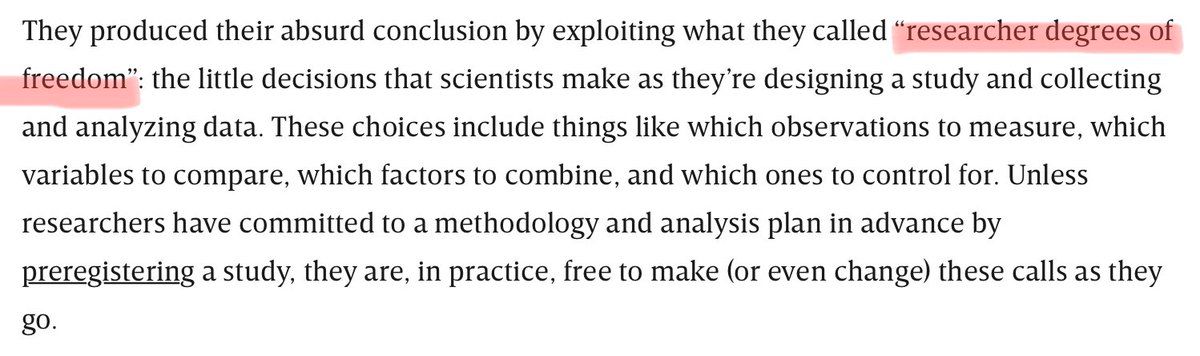 They produced their absurd conclusion by exploiting what they called “researcher degrees of
freedom”: the little decisions that scientists make as they’re designing a study and collecting
and analyzing data. These choices include things like which observations to measure, which
variables to compare, which factors to combine, and which ones to control for. Unless
researchers have committed to a methodology and analysis plan in advance by
preregistering a study, they are, in practice, free to make (or even change) these calls as they
go.